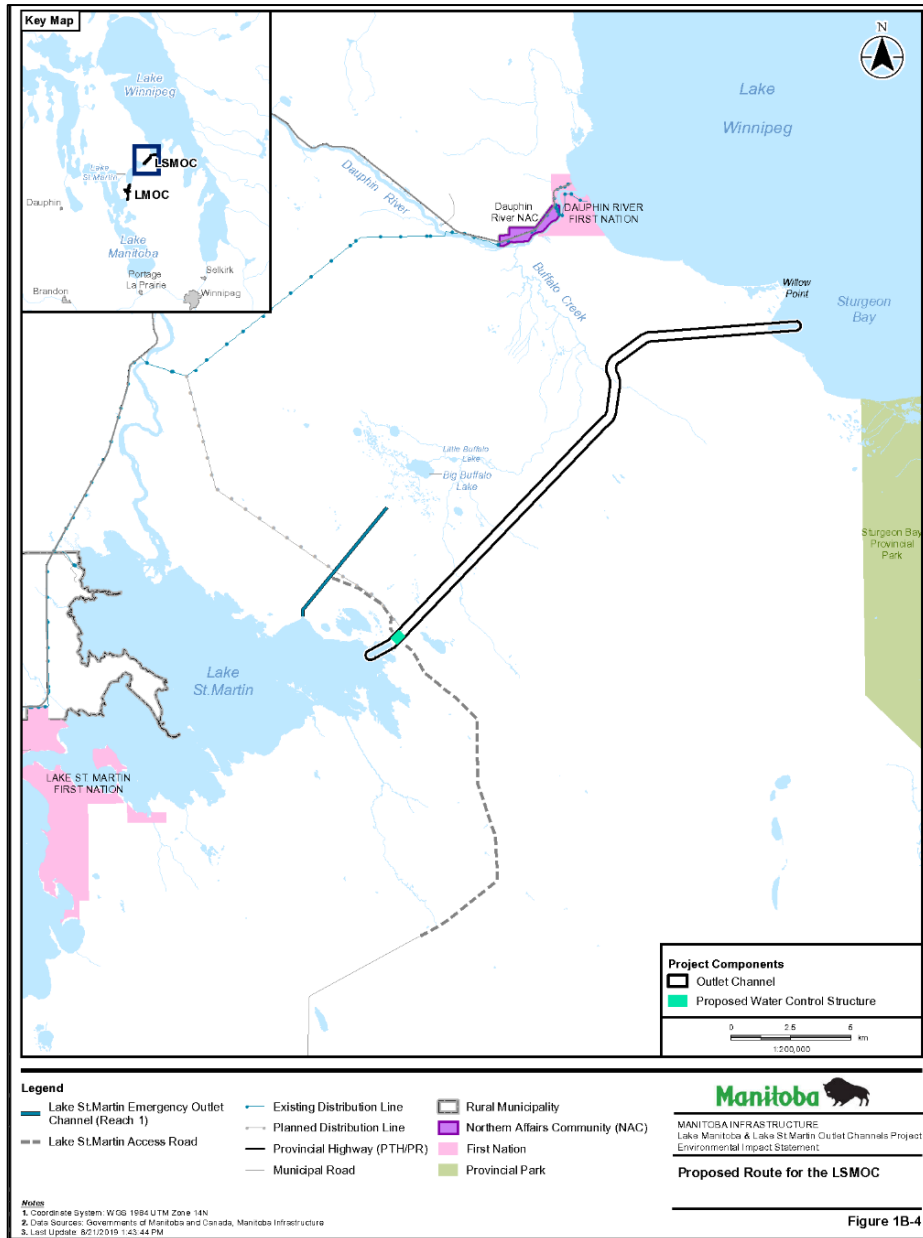 Key Map
Lake
Winnipeg
LSMOC
Lake
St.Martin
LMOC
Dauphin
Lake
Manitoba
Portage
La Prairie
Selkirk
Brandon
Winnipeg
N
Lake
Winnipeg
Dauphin River
Dauphin
River NAC
DAUPHIN RIVER
FIRST NATION
Buffalo Creek
Willow
Point
Sturgeon
Bay
Little Buffalo
Lake
Big Buffalo
Lake
Sturgeon Bay
Provincial
Park
Lake
St.Martin
LAKE ST. MARTIN
FIRST NATION
Project Components
Outlet Channel
Proposed Water Control Structure
0 2.5 5
km
1:200,000
Legend
Lake St.Martin Emergency Outlet
Channel (Reach 1)
Lake St.Martin Access Road
Existing Distribution Line
Planned Distribution Line
Provincial Highway (PTH/PR)
Municipal Road
Rural Municipality
Northern Affairs Community (NAC)
First Nation
Provincial Park
Manitoba
MANITOBA INFRASTRUCTURE
Lake Manitoba & Lake St Martin Outlet Channels Project
Environmental Impact Statement
Proposed Route for the LSMOC
Notes
1. Coordinate System: WGS 1984 UTM Zone 14N
2. Data Sources: Governments of Manitoba and Canada, Manitoba Infrastructure
3. Last Update: 8/21/2019 1:43:44 PM
Figure 1B-4